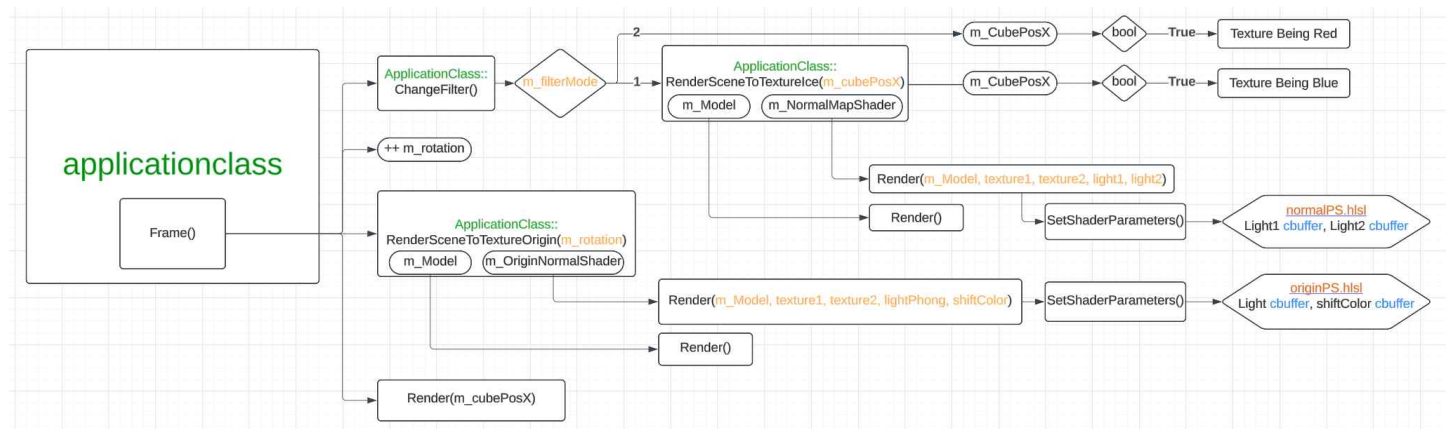 applicationclass
Frame()
ApplicationClass::
ChangeFilter()
m_filterMode
2
m_CubePosX
bool
True
Texture Being Red
1
ApplicationClass::
RenderSceneToTextureIce(m_cubePosX)
m_Model
m_NormalMapShader
m_CubePosX
bool
True
Texture Being Blue
++ m_rotation
Render(m_Model, texture1, texture2, light1, light2)
Render()
SetShaderParameters()
normalPS.hlsl
Light1 cbuffer, Light2 cbuffer
ApplicationClass::
RenderSceneToTextureOrigin(m_rotation)
m_Model
m_OriginNormalShader
Render(m_Model, texture1, texture2, lightPhong, shiftColor)
SetShaderParameters()
originPS.hlsl
Light cbuffer, shiftColor cbuffer
Render()
Render(m_cubePosX)